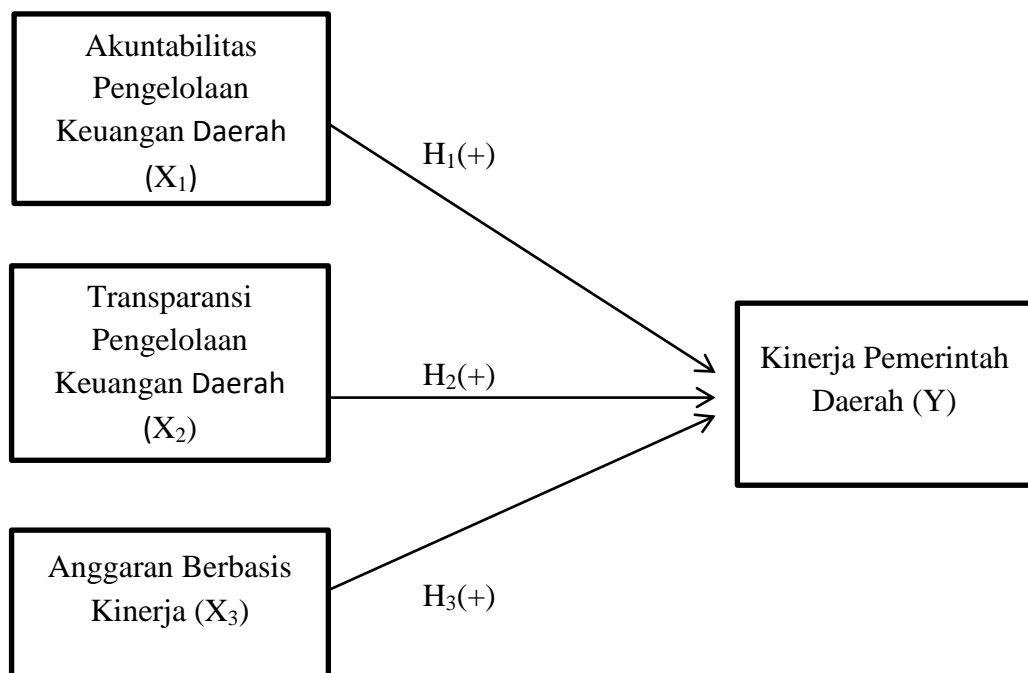 Akuntabilitas
Pengelolaan
Keuangan Daerah
(X₁)
H₁(+)
Transparansi
Pengelolaan
Keuangan Daerah
(X₂)
H₂(+)
Kinerja Pemerintah
Daerah (Y)
Anggaran Berbasis
Kinerja (X₃)
H₃(+)